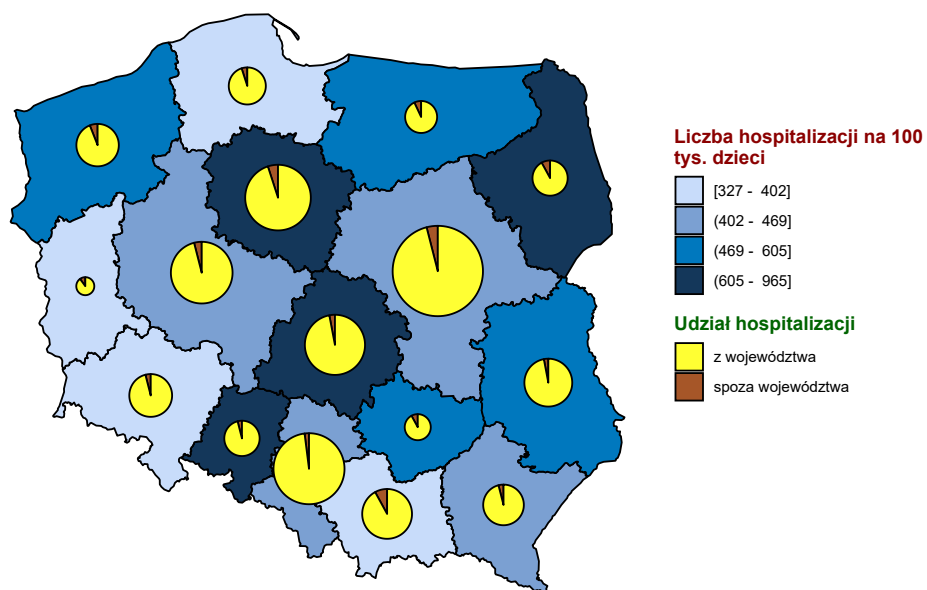 Liczba hospitalizacji na 100
tys. dzieci
[327 - 402]
(402 - 469]
(469 - 605]
(605 - 965]
Udział hospitalizacji
z województwa
spoza województwa